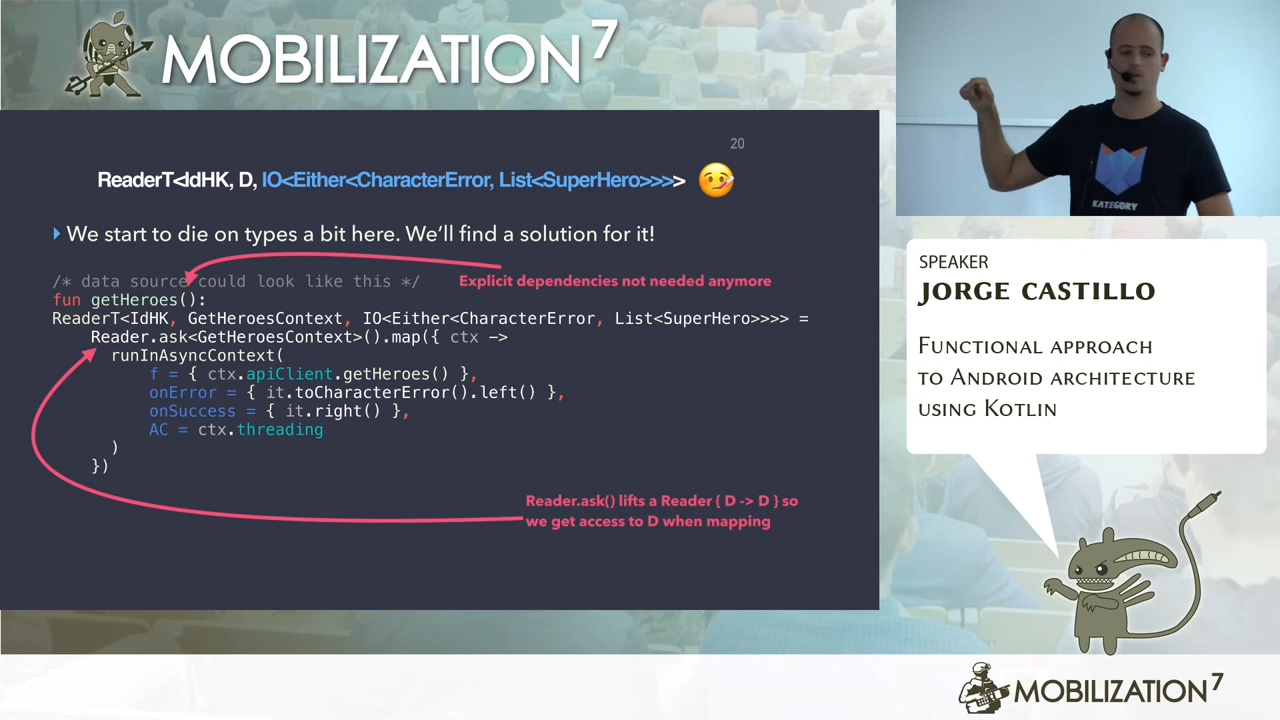 MOBILIZATION 7
20
ReaderT<IdHK, D, IO<Either<CharacterError, List<SuperHero>>>>
We start to die on types a bit here. We'll find a solution for it!
/* data source could look like this */
Explicit dependencies not needed anymore
fun getHeroes():
ReaderT<IdHK, GetHeroesContext, IO<Either<CharacterError, List<SuperHero>>>> =
Reader.ask<GetHeroesContext>().map({ ctx ->
runInAsyncContext(
f = { ctx.apiClient.getHeroes() },
onError = { it.toCharacterError().left() },
onSuccess = { it.right() },
AC = ctx.threading
)
})
Reader.ask() lifts a Reader { D -> D } so
we get access to D when mapping
KATEGORY
SPEAKER
JORGE CASTILLO
Functional approach
to Android architecture
using Kotlin
MOBILIZATION 7